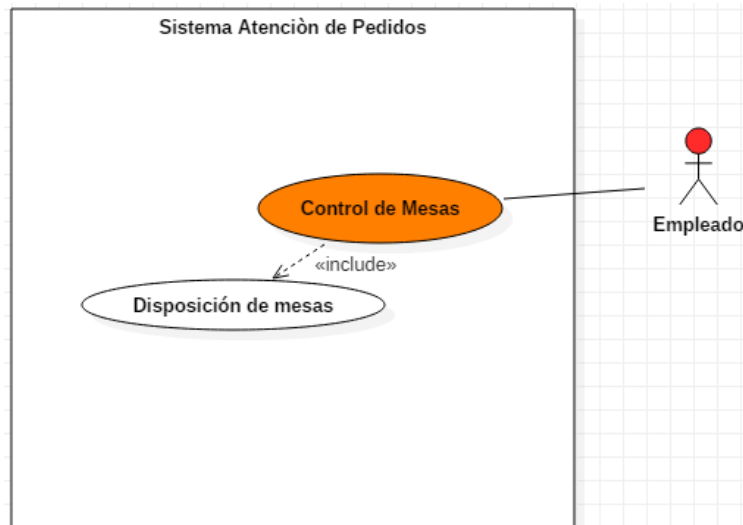 Sistema Atenciòn de Pedidos
Control de Mesas
Empleado
«include»
Disposición de mesas